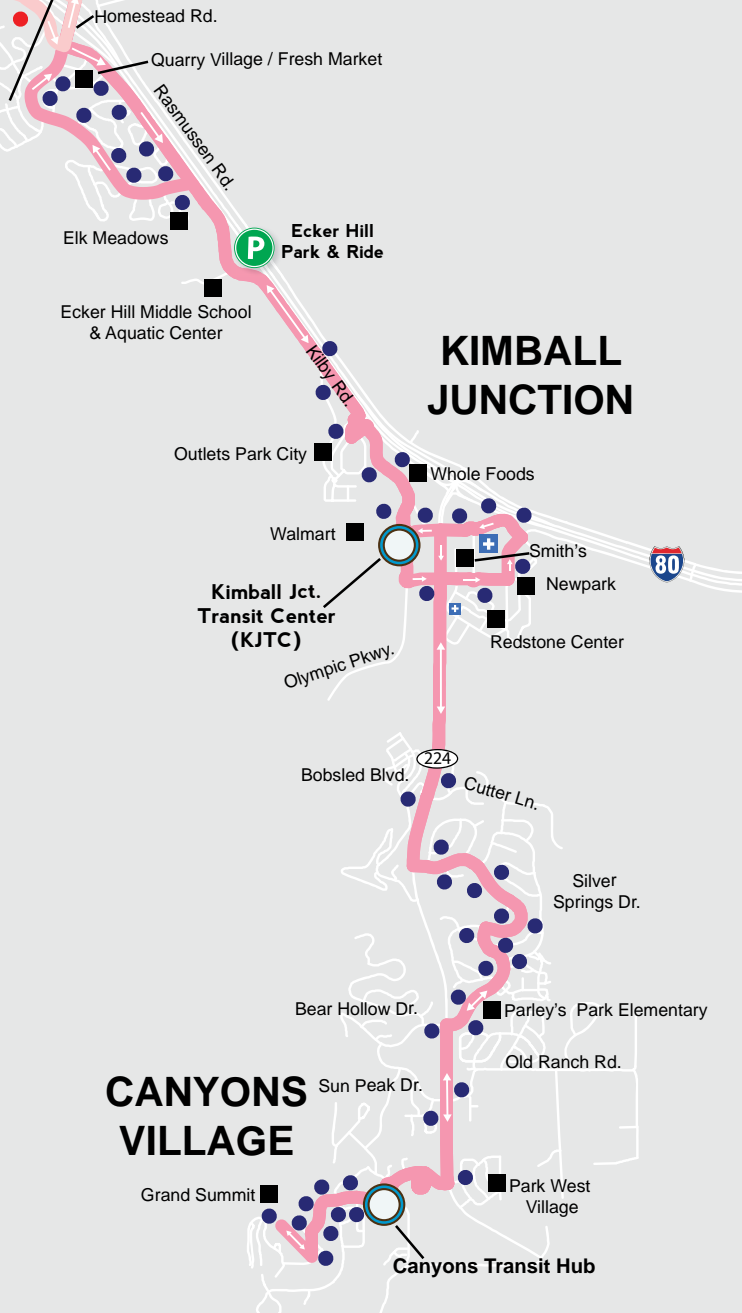 Homestead Rd.
Quarry Village / Fresh Market
Rasmussen Rd.
Elk Meadows
P
Ecker Hill
Park & Ride
Ecker Hill Middle School
& Aquatic Center
Kilby Rd.
KIMBALL
JUNCTION
Outlets Park City
Whole Foods
Walmart
Smith's
80
Newpark
Kimball Jct.
Transit Center
(KJTC)
Redstone Center
Olympic Pkwy.
224
Bobsled Blvd.
Cutter Ln.
Silver
Springs Dr.
Bear Hollow Dr.
Parley's Park Elementary
Old Ranch Rd.
Sun Peak Dr.
CANYONS
VILLAGE
Grand Summit
Park West
Village
Canyons Transit Hub